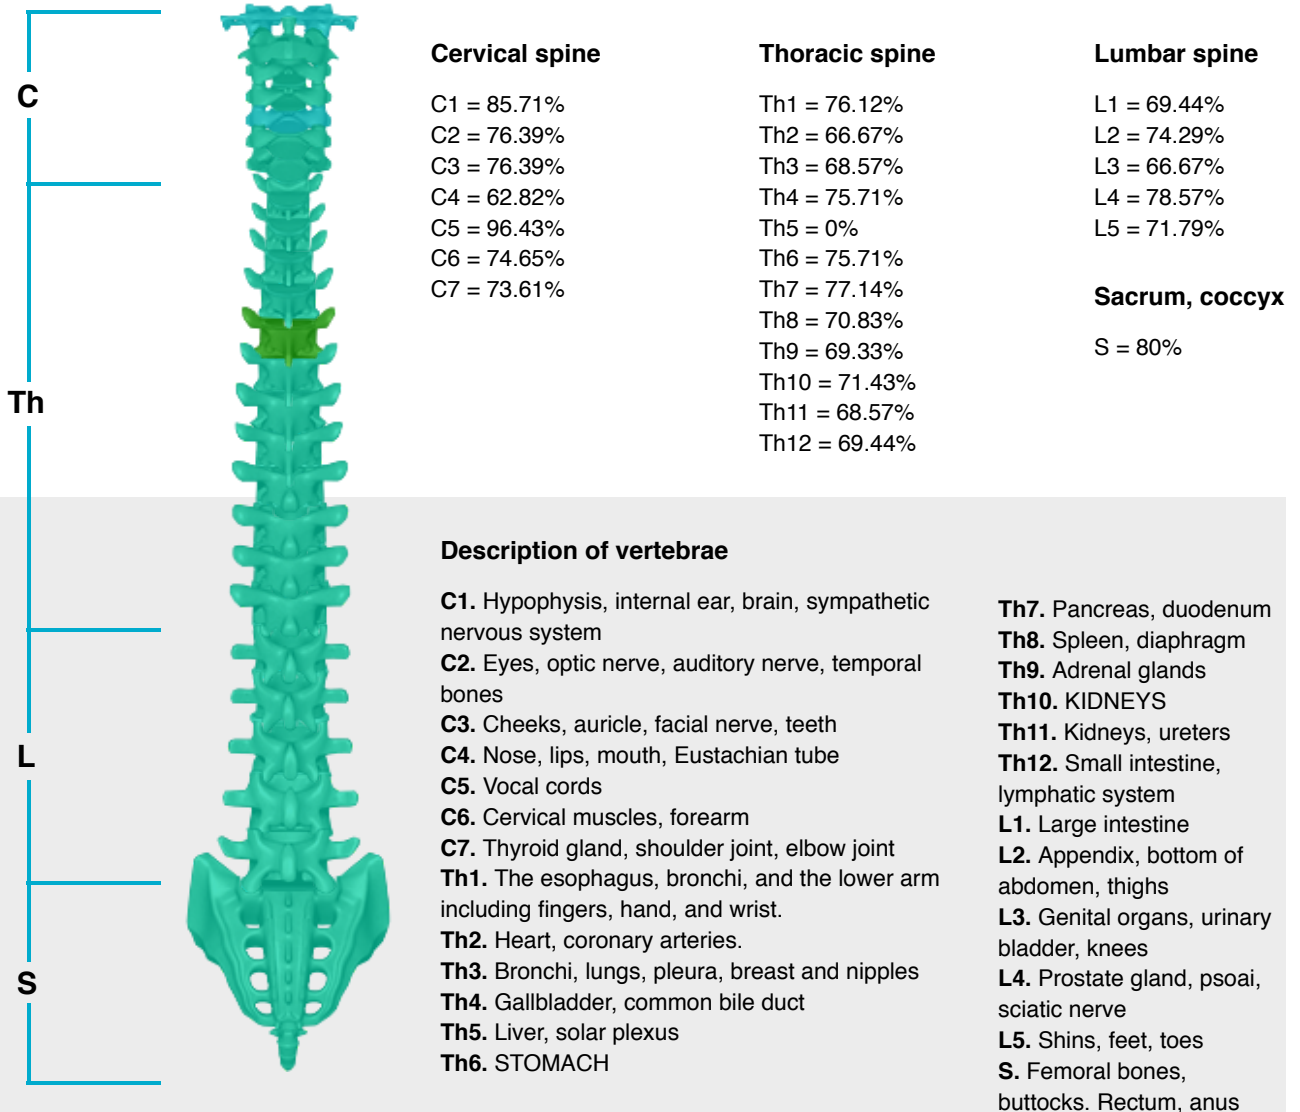 C
Th
L
S
Cervical spine
C1 = 85.71%
C2 = 76.39%
C3 = 76.39%
C4 = 62.82%
C5 = 96.43%
C6 = 74.65%
C7 = 73.61%
Thoracic spine
Th1 = 76.12%
Th2 = 66.67%
Th3 = 68.57%
Th4 = 75.71%
Th5 = 0%
Th6 = 75.71%
Th7 = 77.14%
Th8 = 70.83%
Th9 = 69.33%
Th10 = 71.43%
Th11 = 68.57%
Th12 = 69.44%
Lumbar spine
L1 = 69.44%
L2 = 74.29%
L3 = 66.67%
L4 = 78.57%
L5 = 71.79%
Sacrum, coccyx
S = 80%
Description of vertebrae
C1. Hypophysis, internal ear, brain, sympathetic
nervous system
C2. Eyes, optic nerve, auditory nerve, temporal
bones
C3. Cheeks, auricle, facial nerve, teeth
C4. Nose, lips, mouth, Eustachian tube
C5. Vocal cords
C6. Cervical muscles, forearm
C7. Thyroid gland, shoulder joint, elbow joint
Th1. The esophagus, bronchi, and the lower arm
including fingers, hand, and wrist.
Th2. Heart, coronary arteries.
Th3. Bronchi, lungs, pleura, breast and nipples
Th4. Gallbladder, common bile duct
Th5. Liver, solar plexus
Th6. STOMACH
Th7. Pancreas, duodenum
Th8. Spleen, diaphragm
Th9. Adrenal glands
Th10. KIDNEYS
Th11. Kidneys, ureters
Th12. Small intestine,
lymphatic system
L1. Large intestine
L2. Appendix, bottom of
abdomen, thighs
L3. Genital organs, urinary
bladder, knees
L4. Prostate gland, psoai,
sciatic nerve
L5. Shins, feet, toes
S. Femoral bones,
buttocks. Rectum, anus